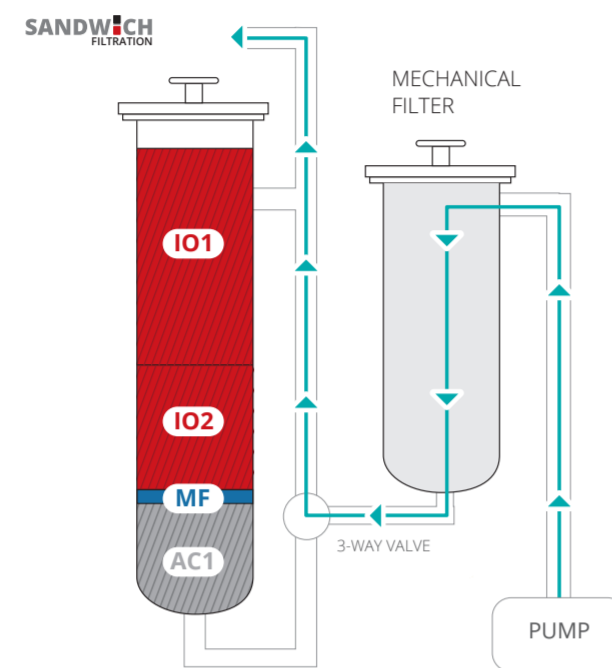 SANDWICH
FILTRATION
MECHANICAL
FILTER
IO1
IO2
MF
AC1
3-WAY VALVE
PUMP